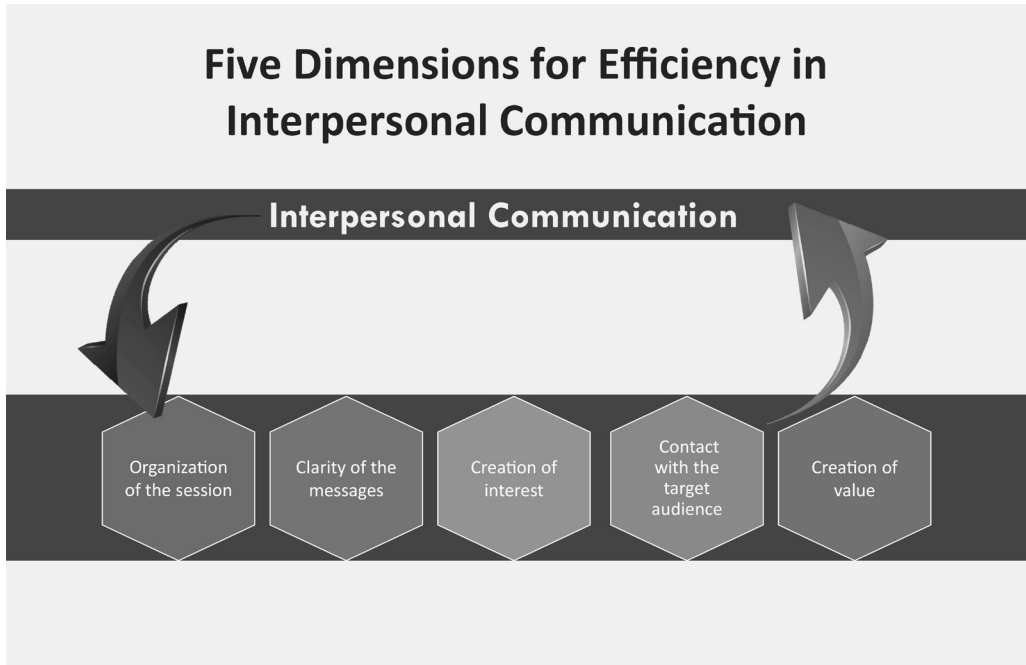 Five Dimensions for Efficiency in
Interpersonal Communication
Interpersonal Communication
Organization
of the session
Clarity of the
messages
Creation of
interest
Contact
with the
target
audience
Creation of
value